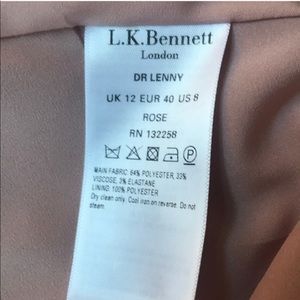 L.K.Bennett
London
DR LENNY
UK 12 EUR 40 US 8
ROSE
RN 132258
MAIN FABRIC: 64% POLYESTER, 33%
VISCOSE, 3% ELASTANE
LINING: 100% POLYESTER
Dry clean only. Cool iron on reverse. Do not
steam.